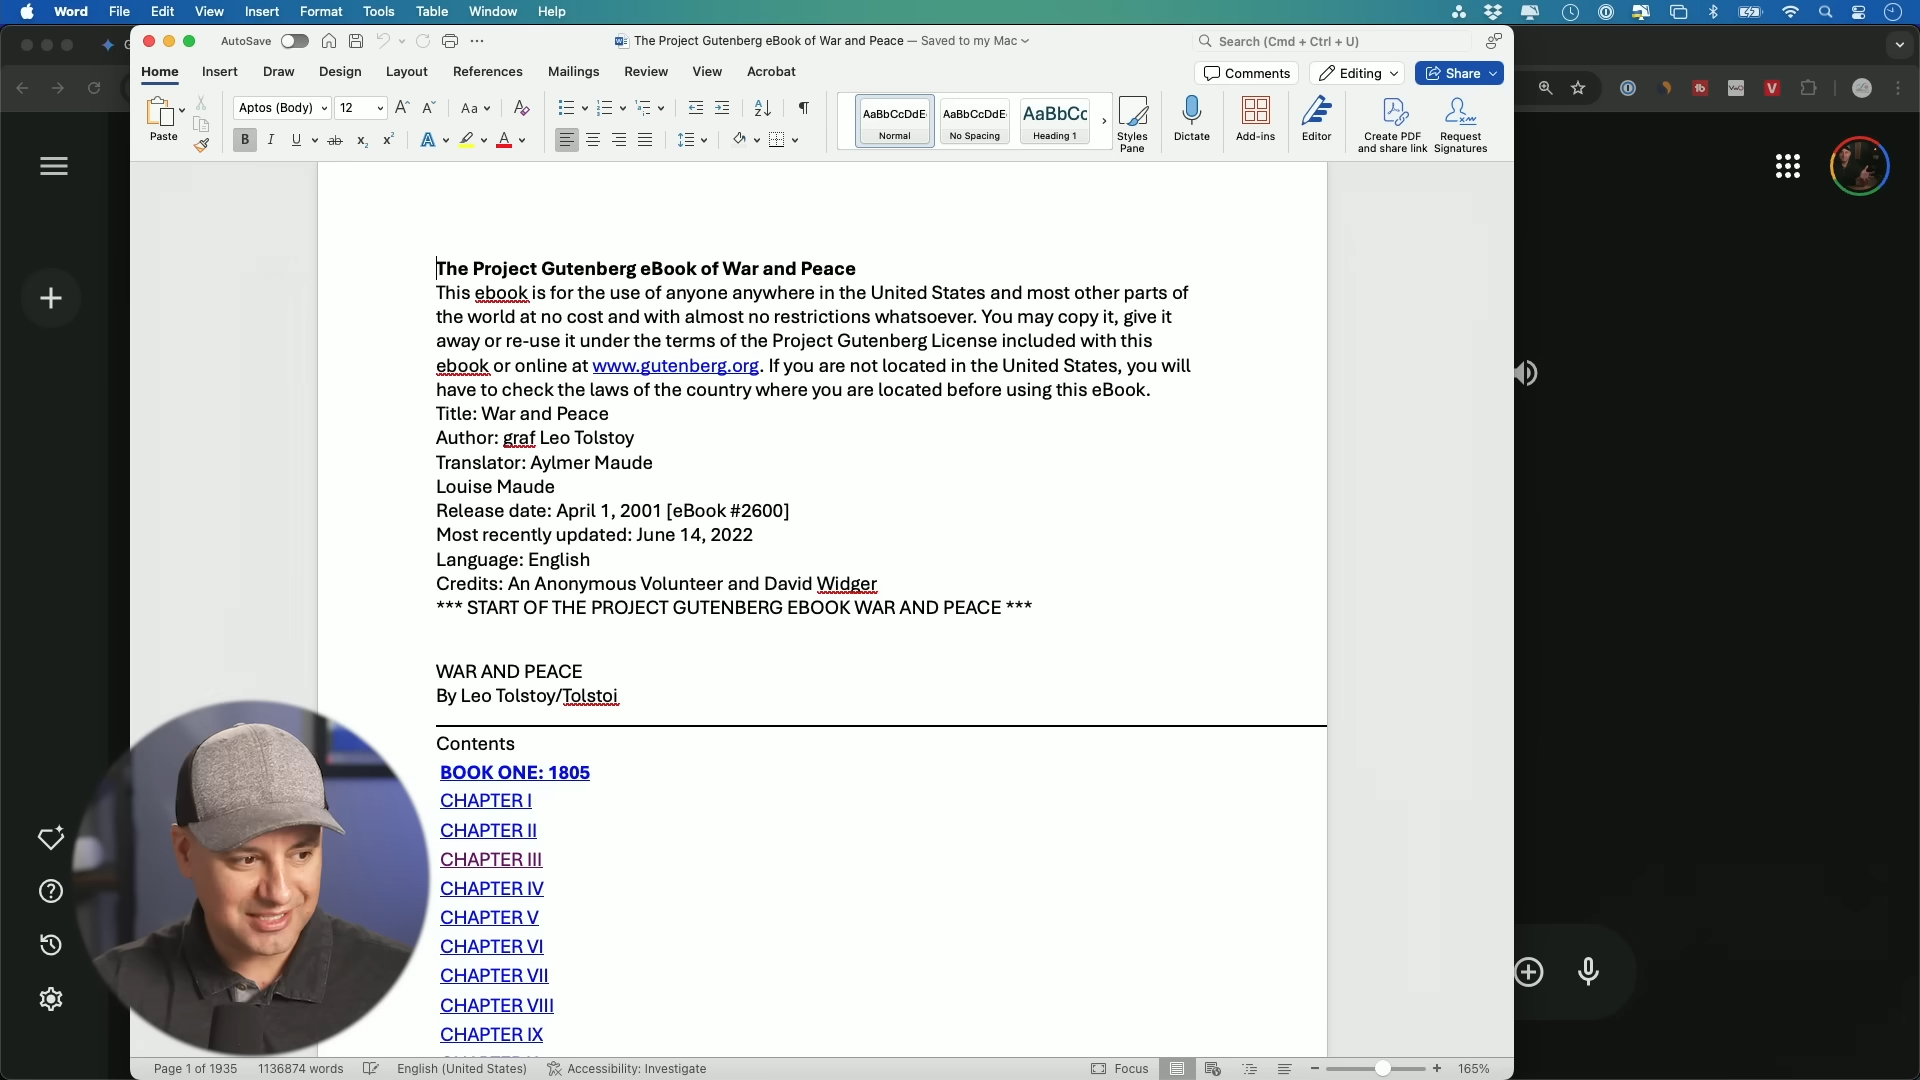 Word File Edit View Insert Format Tools Table Window Help
AutoSave The Project Gutenberg eBook of War and Peace — Saved to my Mac Search (Cmd + Ctrl + U)
Home Insert Draw Design Layout References Mailings Review View Acrobat Comments Editing Share
Paste Aptos (Body) 12 Aa
B I U ab x₂ x² A A
AaBbCcDdE AaBbCcDdE AaBbCc
Normal No Spacing Heading 1
Styles Pane
Dictate
Add-ins
Editor
Create PDF and share link
Request Signatures
The Project Gutenberg eBook of War and Peace
This ebook is for the use of anyone anywhere in the United States and most other parts of
the world at no cost and with almost no restrictions whatsoever. You may copy it, give it
away or re-use it under the terms of the Project Gutenberg License included with this
ebook or online at www.gutenberg.org. If you are not located in the United States, you will
have to check the laws of the country where you are located before using this eBook.
Title: War and Peace
Author: graf Leo Tolstoy
Translator: Aylmer Maude
Louise Maude
Release date: April 1, 2001 [eBook #2600]
Most recently updated: June 14, 2022
Language: English
Credits: An Anonymous Volunteer and David Widger
*** START OF THE PROJECT GUTENBERG EBOOK WAR AND PEACE ***
WAR AND PEACE
By Leo Tolstoy/Tolstoi
Contents
BOOK ONE: 1805
CHAPTER I
CHAPTER II
CHAPTER III
CHAPTER IV
CHAPTER V
CHAPTER VI
CHAPTER VII
CHAPTER VIII
CHAPTER IX
Page 1 of 1935 1136874 words English (United States) Accessibility: Investigate Focus 165%